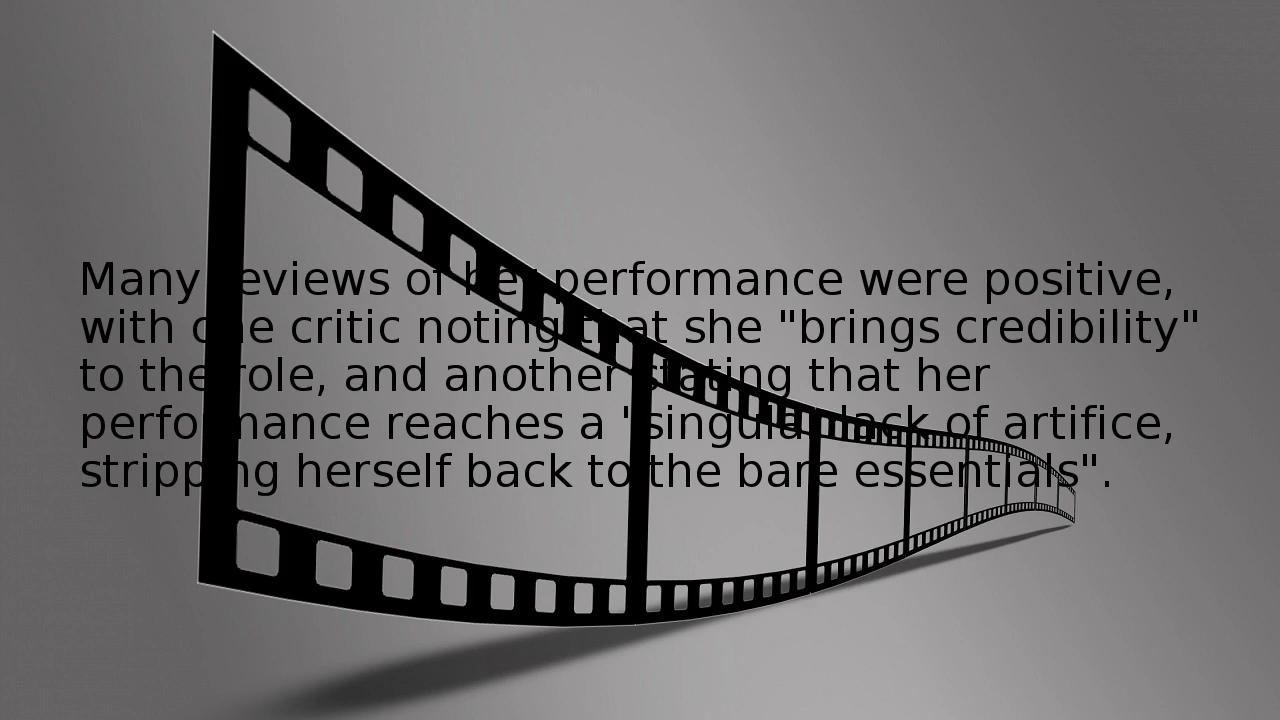 Many reviews of her performance were positive,
with one critic noting that she "brings credibility"
to the role, and another stating that her
performance reaches a "singular lack of artifice,
stripping herself back to the bare essentials".